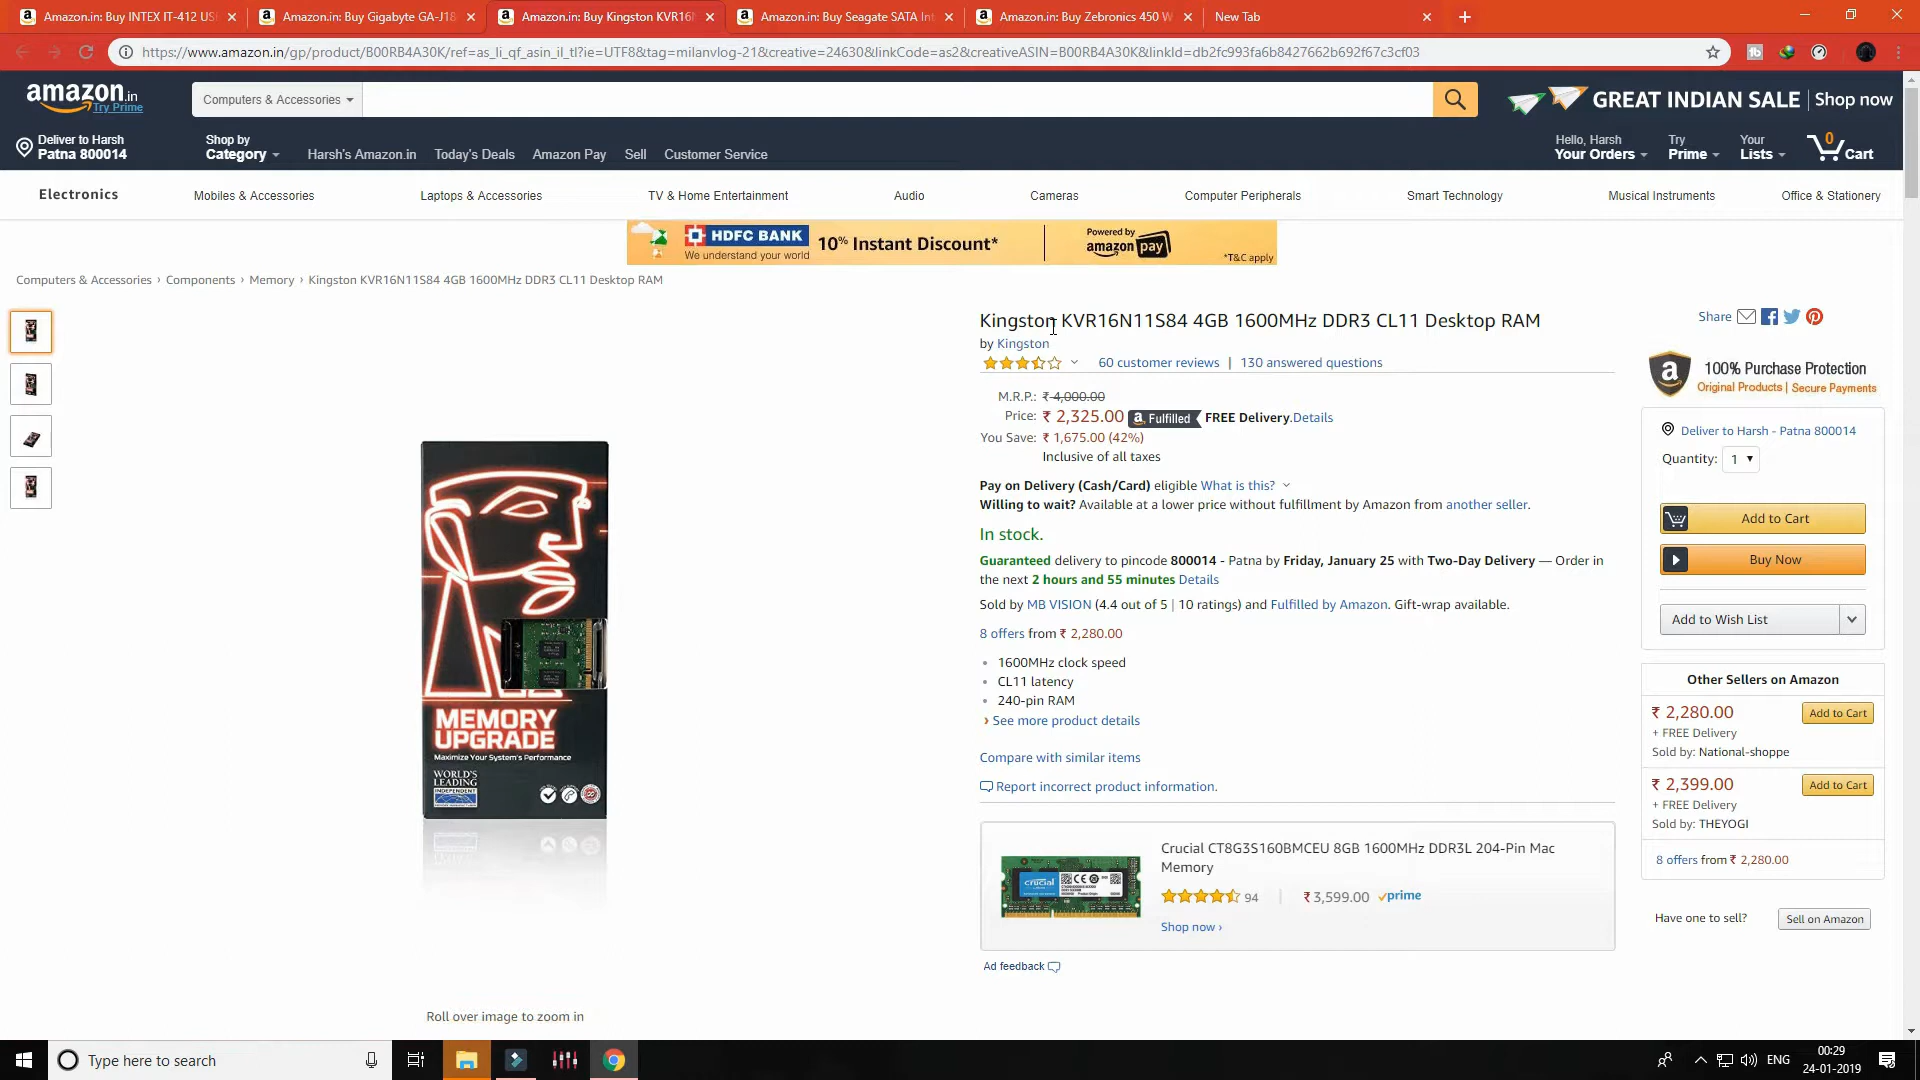 Amazon.in: Buy INTEX IT-412 US
Amazon.in: Buy Gigabyte GA-J18
Amazon.in: Buy Kingston KVR16
Amazon.in: Buy Seagate SATA Int
Amazon.in: Buy Zebronics 450 W
New Tab
https://www.amazon.in/gp/product/B00RB4A30K/ref=as_li_qf_asin_il_tl?ie=UTF8&tag=milanvlog-21&creative=24630&linkCode=as2&creativeASIN=B00RB4A30K&linkId=db2fc993fa6b8427662b692f67c3cf03
amazon.in
Try Prime
Computers & Accessories
GREAT INDIAN SALE | Shop now
Deliver to Harsh
Patna 800014
Shop by
Category
Harsh's Amazon.in
Today's Deals
Amazon Pay
Sell
Customer Service
Hello, Harsh
Your Orders
Try
Prime
Your
Lists
0
Cart
Electronics
Mobiles & Accessories
Laptops & Accessories
TV & Home Entertainment
Audio
Cameras
Computer Peripherals
Smart Technology
Musical Instruments
Office & Stationery
HDFC BANK
We understand your world
10% Instant Discount*
Powered by
amazon pay
*T&C apply
Computers & Accessories › Components › Memory › Kingston KVR16N11S84 4GB 1600MHz DDR3 CL11 Desktop RAM
Kingston KVR16N11S84 4GB 1600MHz DDR3 CL11 Desktop RAM
by Kingston
60 customer reviews | 130 answered questions
M.R.P.: ₹ 4,000.00
Price: ₹ 2,325.00 a Fulfilled FREE Delivery.Details
You Save: ₹ 1,675.00 (42%)
Inclusive of all taxes
Pay on Delivery (Cash/Card) eligible What is this?
Willing to wait? Available at a lower price without fulfillment by Amazon from another seller.
In stock.
Guaranteed delivery to pincode 800014 - Patna by Friday, January 25 with Two-Day Delivery — Order in
the next 2 hours and 55 minutes Details
Sold by MB VISION (4.4 out of 5 | 10 ratings) and Fulfilled by Amazon. Gift-wrap available.
8 offers from ₹ 2,280.00
• 1600MHz clock speed
• CL11 latency
• 240-pin RAM
› See more product details
Compare with similar items
Report incorrect product information.
MEMORY
UPGRADE
Maximize Your System's Performance
WORLD'S
LEADING
INDEPENDENT
Roll over image to zoom in
crucial
Crucial CT8G3S160BMCEU 8GB 1600MHz DDR3L 204-Pin Mac
Memory
94 | ₹ 3,599.00 prime
Shop now ›
Ad feedback
Share
a
100% Purchase Protection
Original Products | Secure Payments
Deliver to Harsh - Patna 800014
Quantity: 1
Add to Cart
Buy Now
Add to Wish List
Other Sellers on Amazon
₹ 2,280.00
Add to Cart
+ FREE Delivery
Sold by: National-shoppe
₹ 2,399.00
Add to Cart
+ FREE Delivery
Sold by: THEYOGI
8 offers from ₹ 2,280.00
Have one to sell?
Sell on Amazon
Type here to search
ENG
00:29
24-01-2019